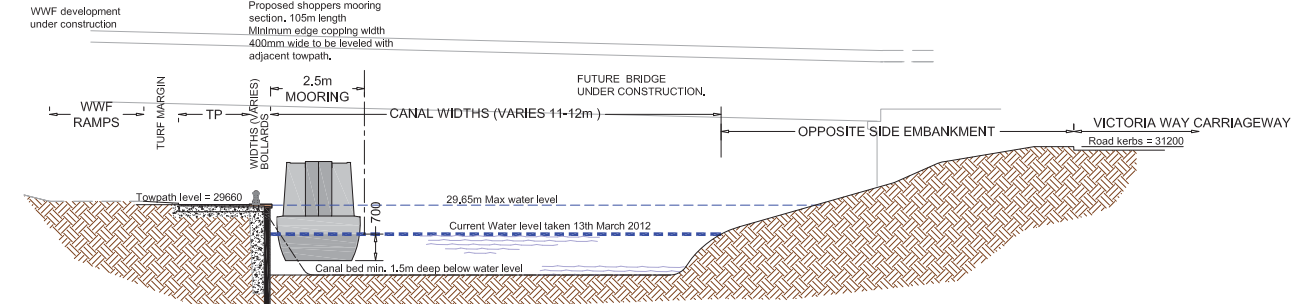 WWF development
under construction
Proposed shoppers mooring
section. 105m length
Minimum edge copping width
400mm wide to be leveled with
adjacent towpath.
WWF
RAMPS
TURF MARGIN
TP
WIDTHS (VARIES)
BOLLARDS
2.5m
MOORING
FUTURE BRIDGE
UNDER CONSTRUCTION.
CANAL WIDTHS (VARIES 11-12m )
OPPOSITE SIDE EMBANKMENT
VICTORIA WAY CARRIAGEWAY
Road kerbs = 31200
Towpath level = 29660
29.65m Max water level
700
Current Water level taken 13th March 2012
Canal bed min. 1.5m deep below water level